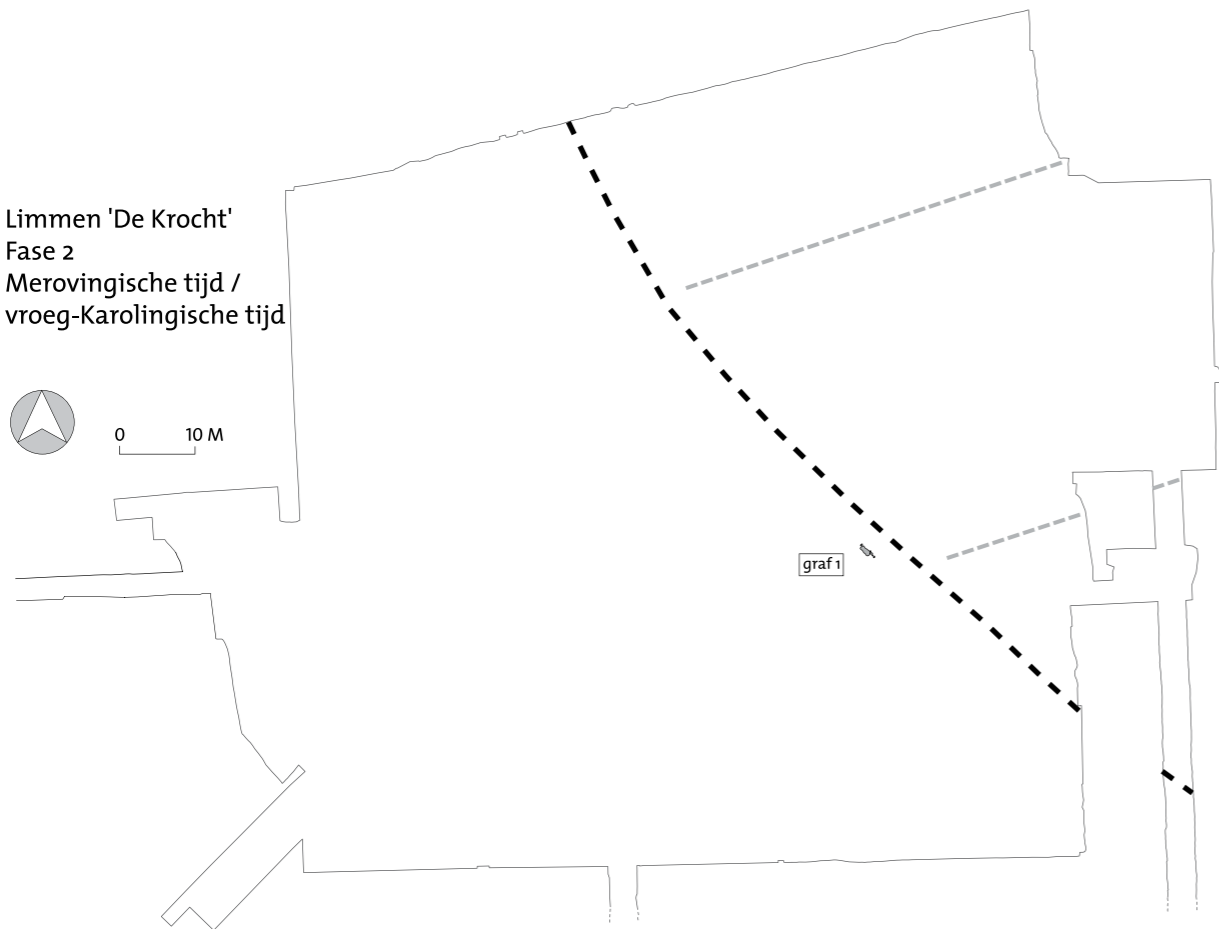 Limmen 'De Krocht'
Fase 2
Merovingische tijd /
vroeg-Karolingische tijd
0 10 M
graf 1